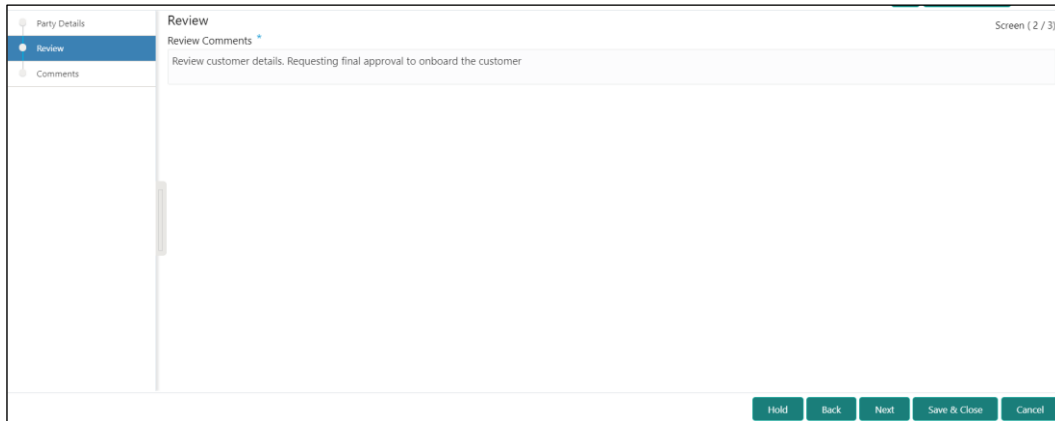 Party Details
Review
Comments
Review
Screen ( 2 / 3)
Review Comments *
Review customer details. Requesting final approval to onboard the customer
Hold
Back
Next
Save & Close
Cancel